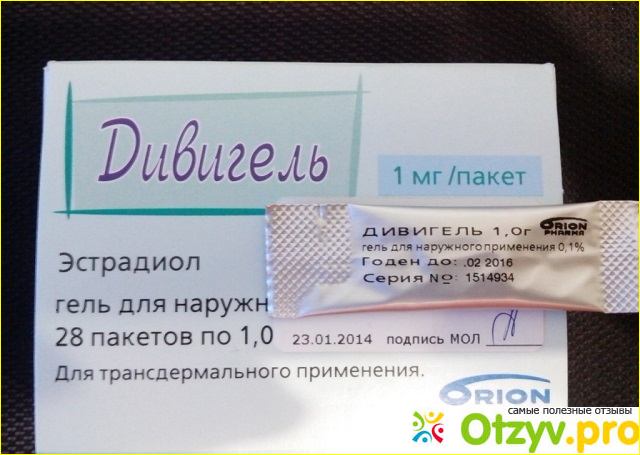 Дивигель
1 мг/пакет
ДИВИГЕЛЬ 1,0г ORION
PHARMA
гель для наружного применения 0,1%
Годен до: .02 2016
Серия №: 1514934
Эстрадиол
гель для наружн
28 пакетов по 1,0
23.01.2014 подпись МОЛ
Для трансдермального применения.
ORION
самые полезные отзывы
Otzyv.pro